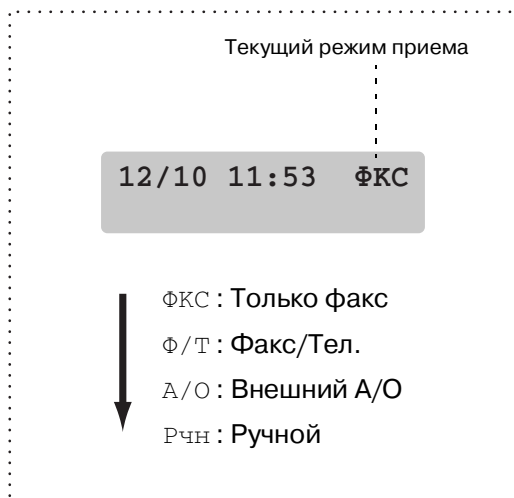 Текущий режим приема
12/10 11:53 ФКС
ФКС : Только факс
Ф/Т : Факс/Тел.
А/О : Внешний А/О
Рчн : Ручной